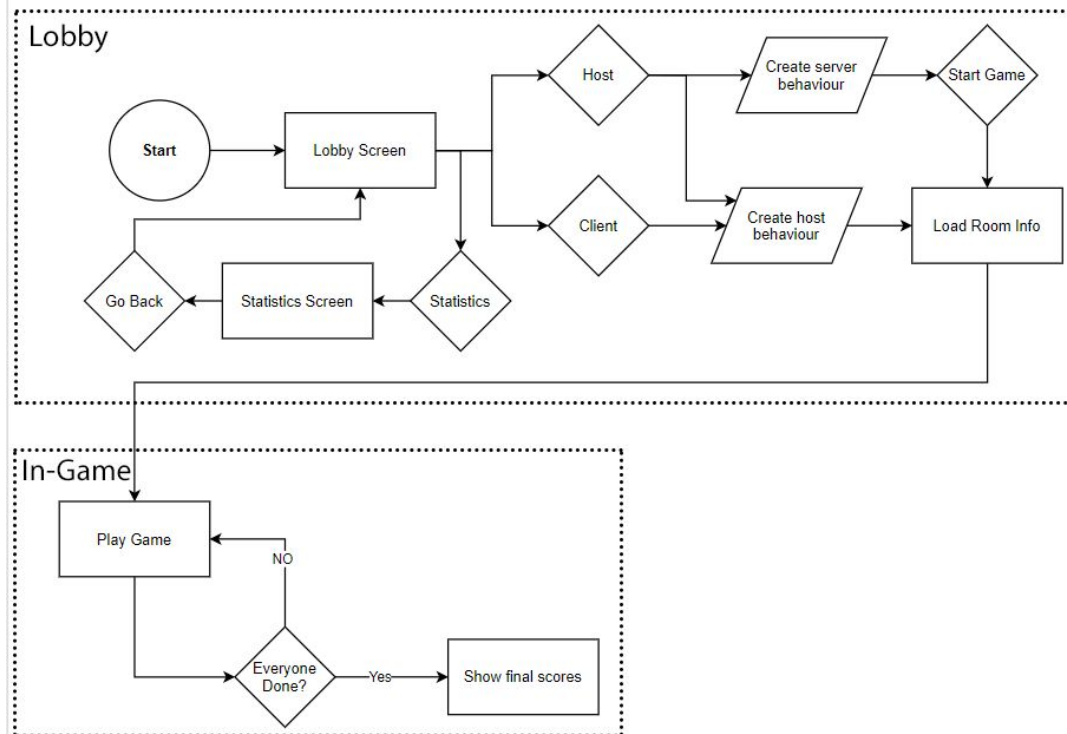 Lobby
Host
Create server
behaviour
Start Game
Start
Lobby Screen
Client
Create host
behaviour
Load Room Info
Go Back
Statistics Screen
Statistics
In-Game
Play Game
NO
Everyone
Done?
Yes
Show final scores